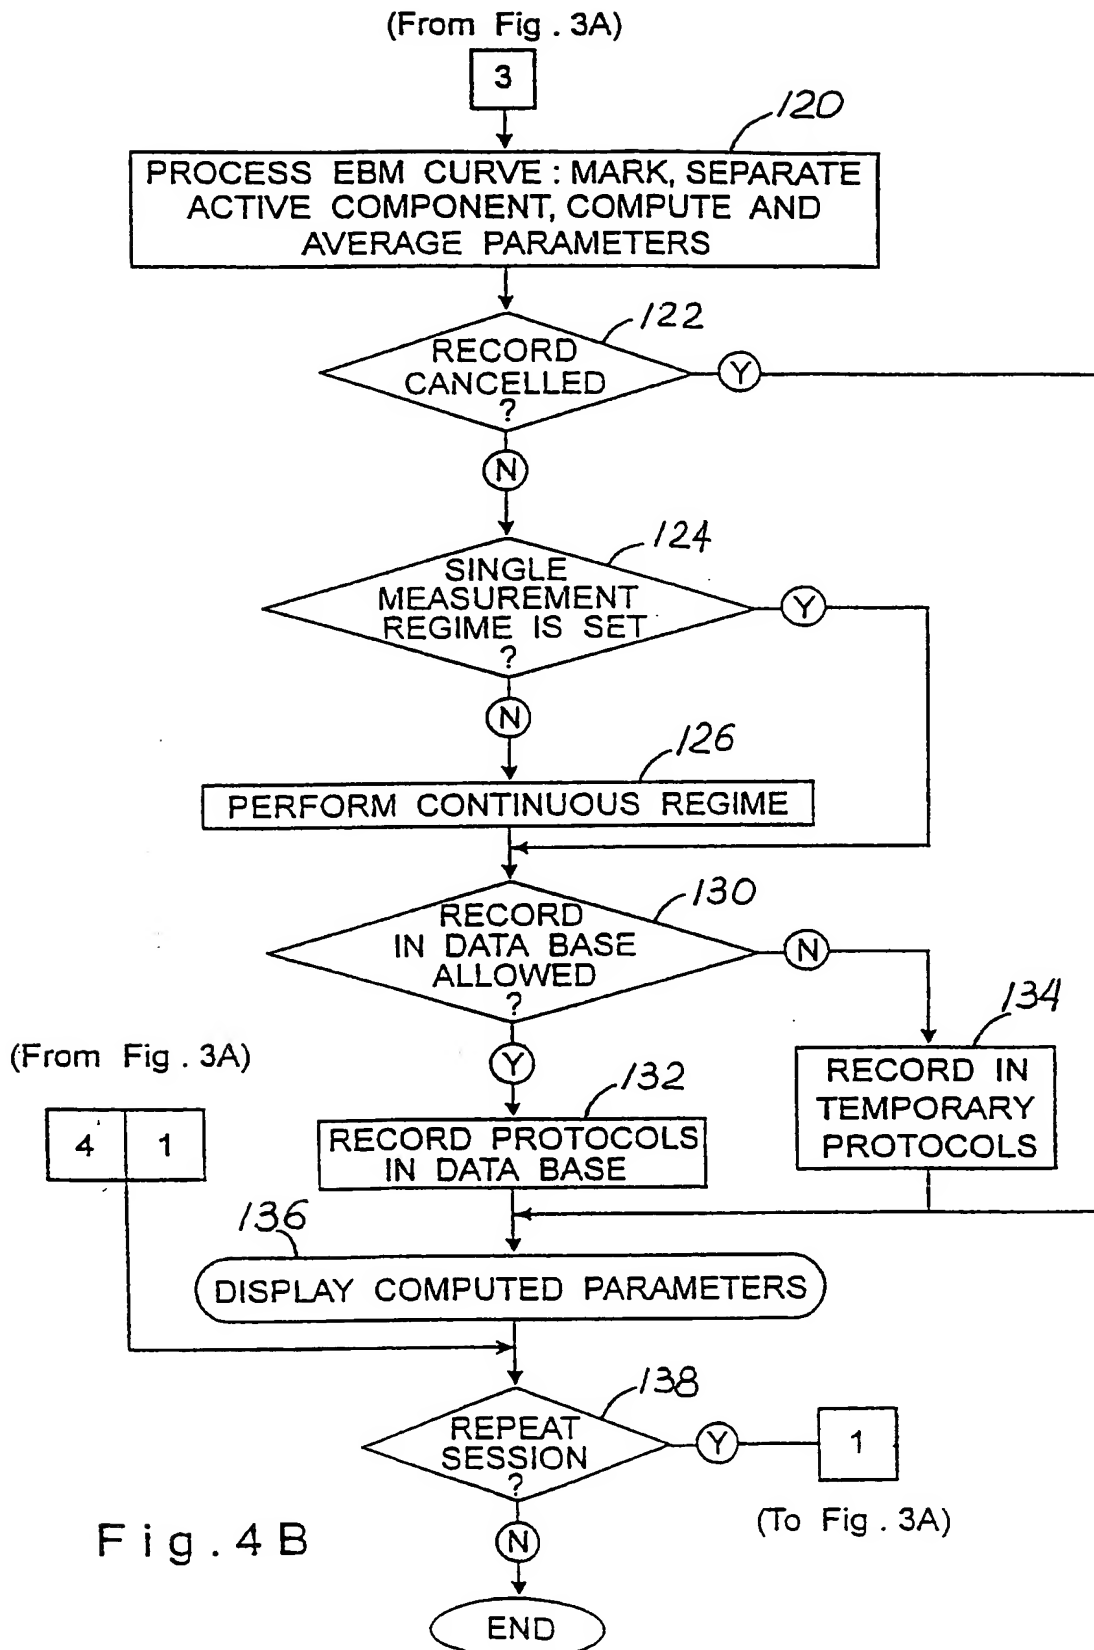 (From Fig. 3A)
3
120
PROCESS EBM CURVE: MARK, SEPARATE
ACTIVE COMPONENT, COMPUTE AND
AVERAGE PARAMETERS
122
RECORD
CANCELLED
?
Y
N
124
SINGLE
MEASUREMENT
REGIME IS SET
?
Y
N
126
PERFORM CONTINUOUS REGIME
130
RECORD
IN DATA BASE
ALLOWED
?
N
Y
134
RECORD IN
TEMPORARY
PROTOCOLS
(From Fig. 3A)
4 1
132
RECORD PROTOCOLS
IN DATA BASE
136
DISPLAY COMPUTED PARAMETERS
138
REPEAT
SESSION
?
Y
1
(To Fig. 3A)
N
Fig. 4B
END